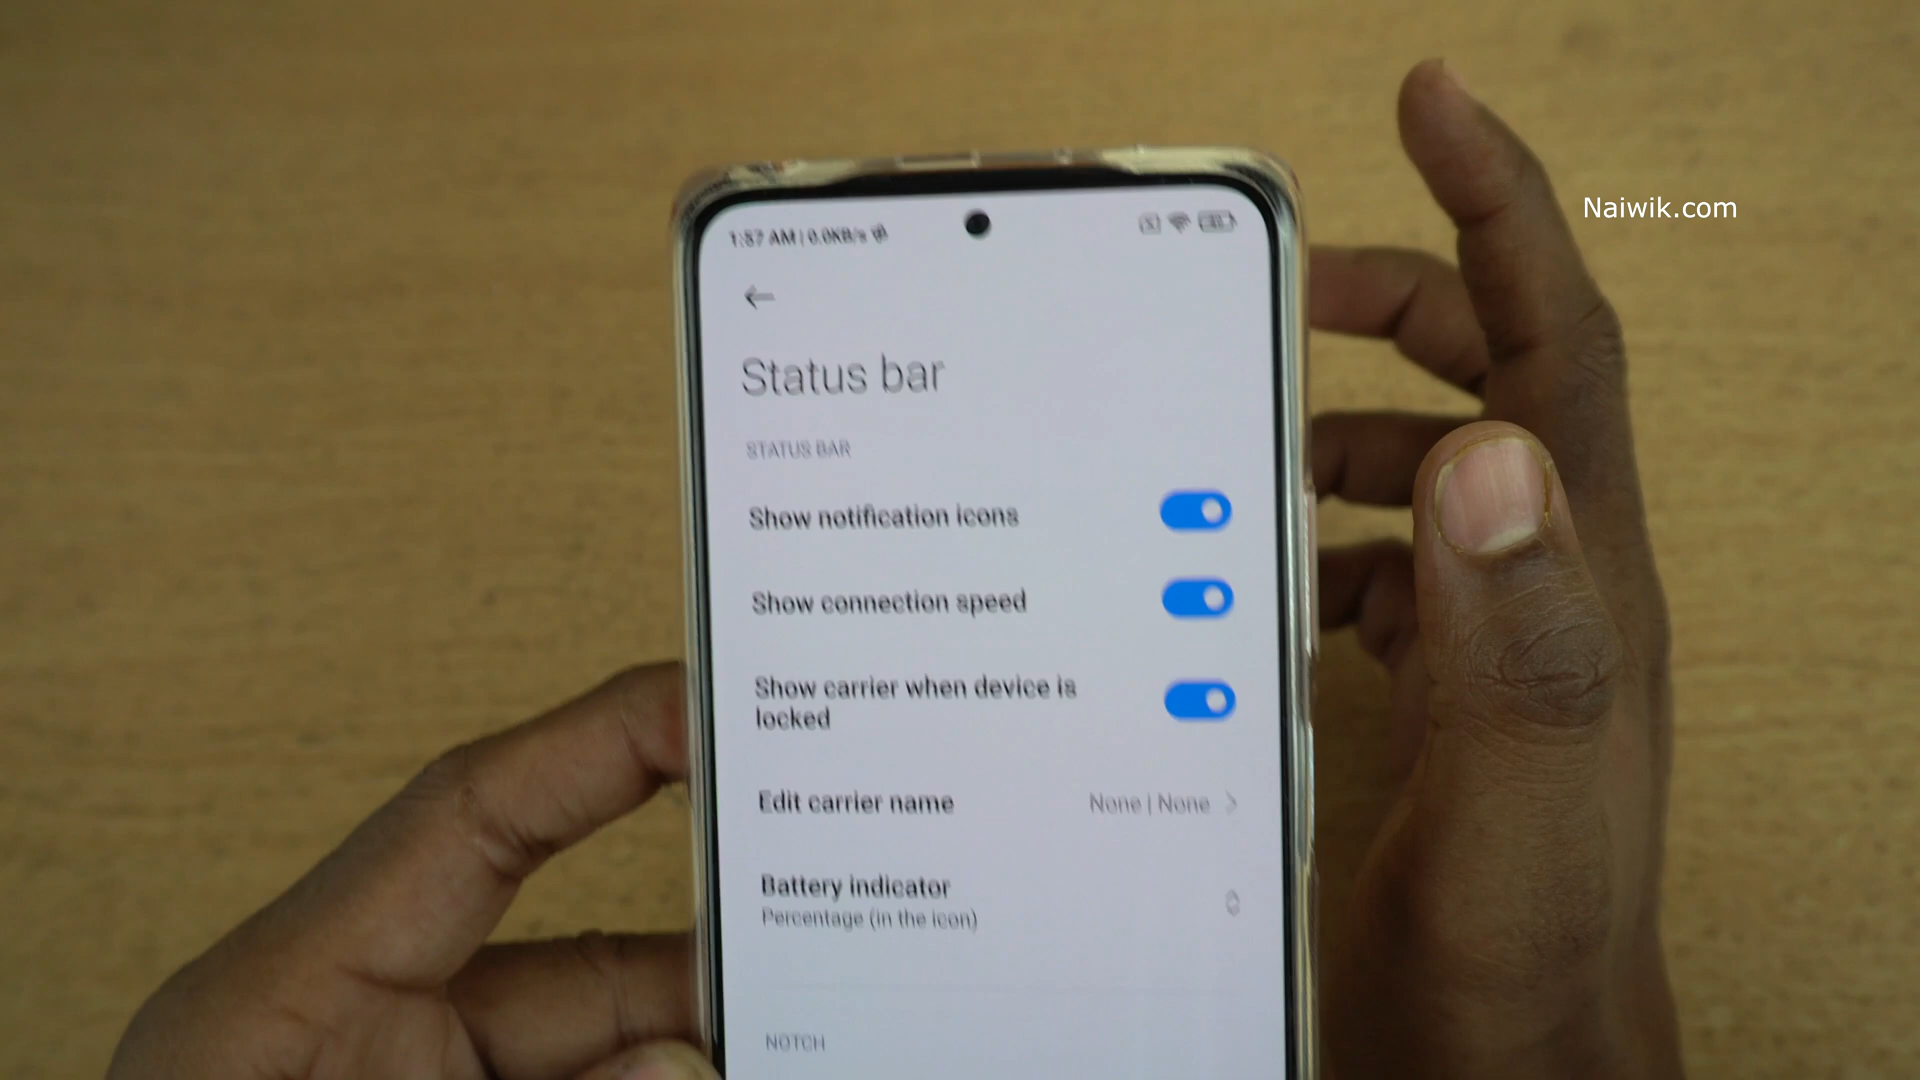 Naiwik.com
1:57 AM | 0.0KB/s
Status bar
STATUS BAR
Show notification icons
Show connection speed
Show carrier when device is
locked
Edit carrier name
None | None
Battery indicator
Percentage (in the icon)
NOTCH